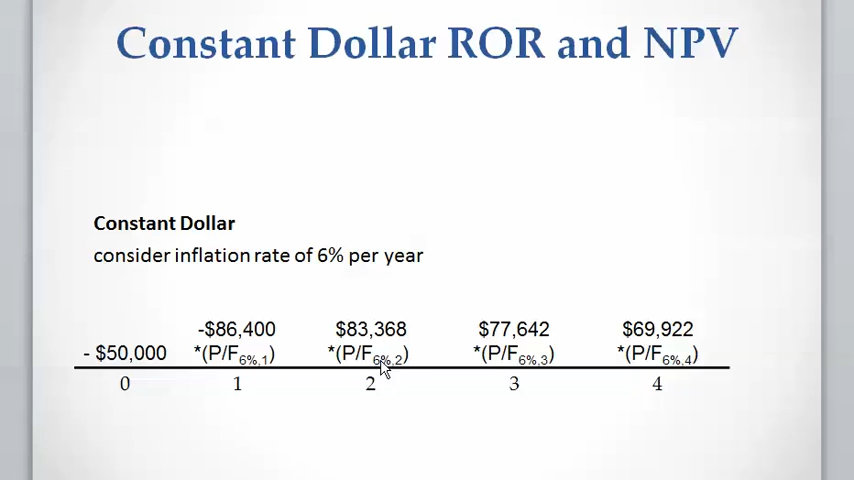 Constant Dollar ROR and NPV
Constant Dollar
consider inflation rate of 6% per year
-$86,400 $83,368 $77,642 $69,922
- $50,000 *(P/F6%,1) *(P/F6%,2) *(P/F6%,3) *(P/F6%,4)
0 1 2 3 4